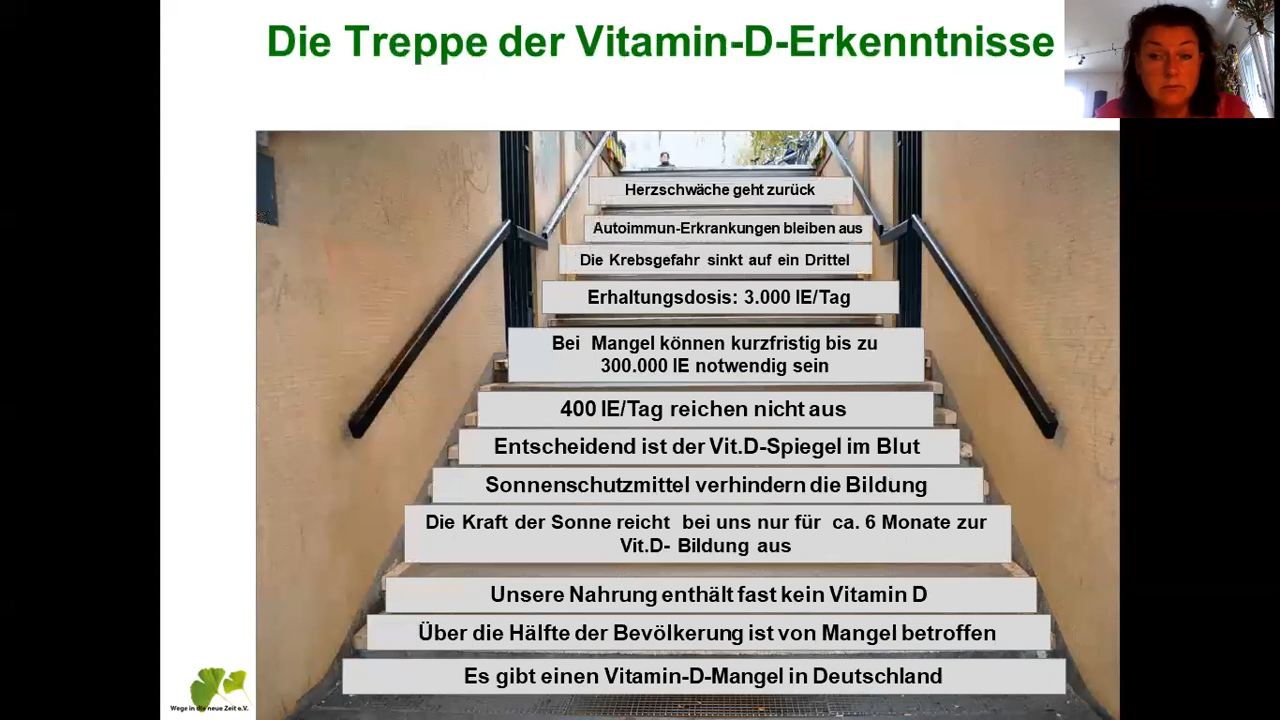 Die Treppe der Vitamin-D-Erkenntnisse
Herzschwäche geht zurück
Autoimmun-Erkrankungen bleiben aus
Die Krebsgefahr sinkt auf ein Drittel
Erhaltungsdosis: 3.000 IE/Tag
Bei Mangel können kurzfristig bis zu
300.000 IE notwendig sein
400 IE/Tag reichen nicht aus
Entscheidend ist der Vit.D-Spiegel im Blut
Sonnenschutzmittel verhindern die Bildung
Die Kraft der Sonne reicht bei uns nur für ca. 6 Monate zur
Vit.D- Bildung aus
Unsere Nahrung enthält fast kein Vitamin D
Über die Hälfte der Bevölkerung ist von Mangel betroffen
Es gibt einen Vitamin-D-Mangel in Deutschland
Wege in die neue Zeit e.V.